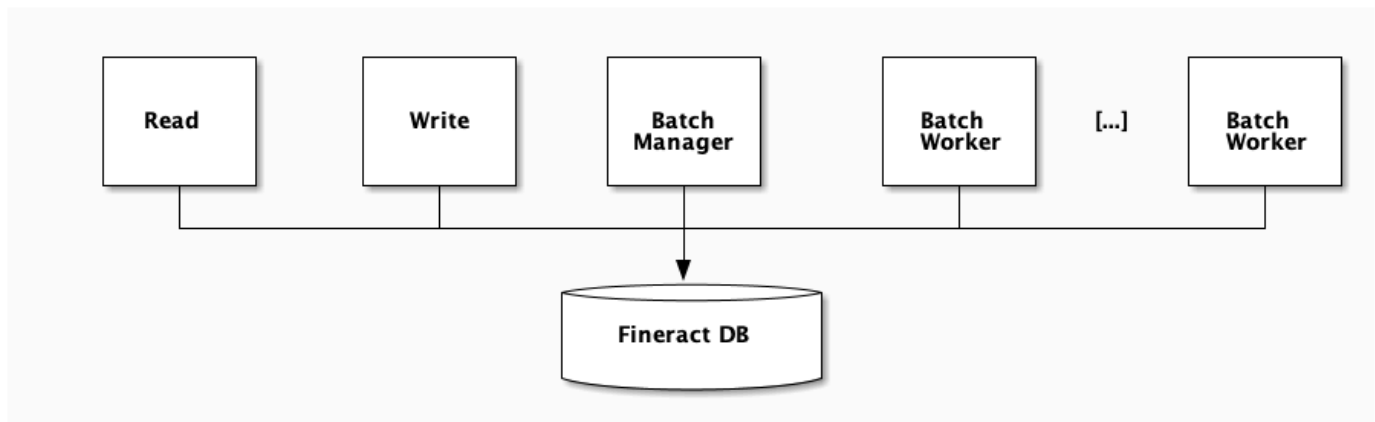 Read
Write
Batch
Manager
Batch
Worker
[...]
Batch
Worker
Fineract DB